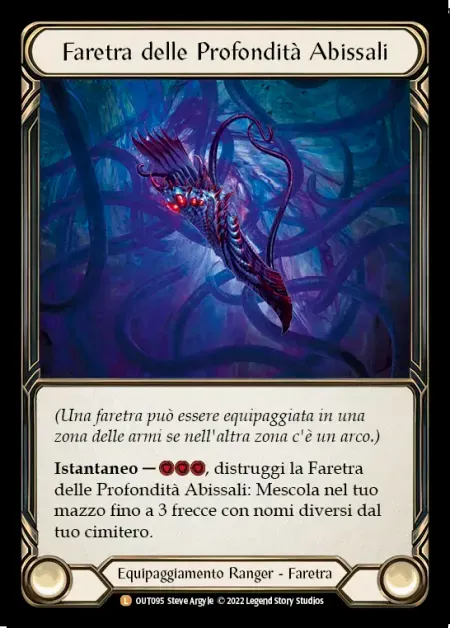 Faretra delle Profondità Abissali
(Una faretra può essere equipaggiata in una
zona delle armi se nell'altra zona c'è un arco.)
Istantaneo — , distruggi la Faretra
delle Profondità Abissali: Mescola nel tuo
mazzo fino a 3 frecce con nomi diversi dal
tuo cimitero.
Equipaggiamento Ranger - Faretra
L OUT095 Steve Argyle © 2022 Legend Story Studios